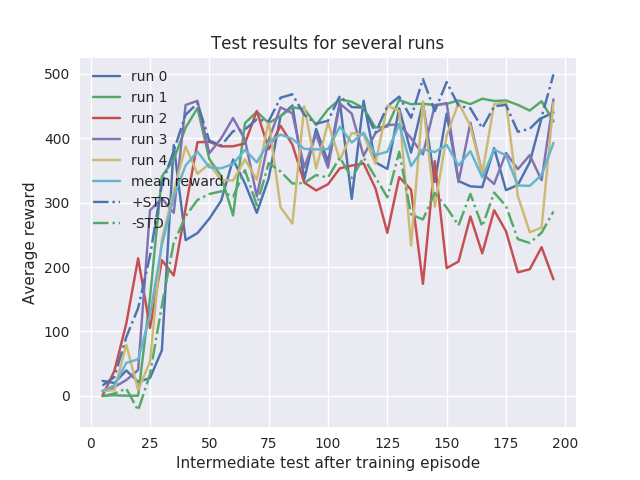 Test results for several runs
500
400
300
200
100
0
run 0
run 1
run 2
run 3
run 4
mean reward
+STD
-STD
Average reward
0
25
50
75
100
125
150
175
200
Intermediate test after training episode